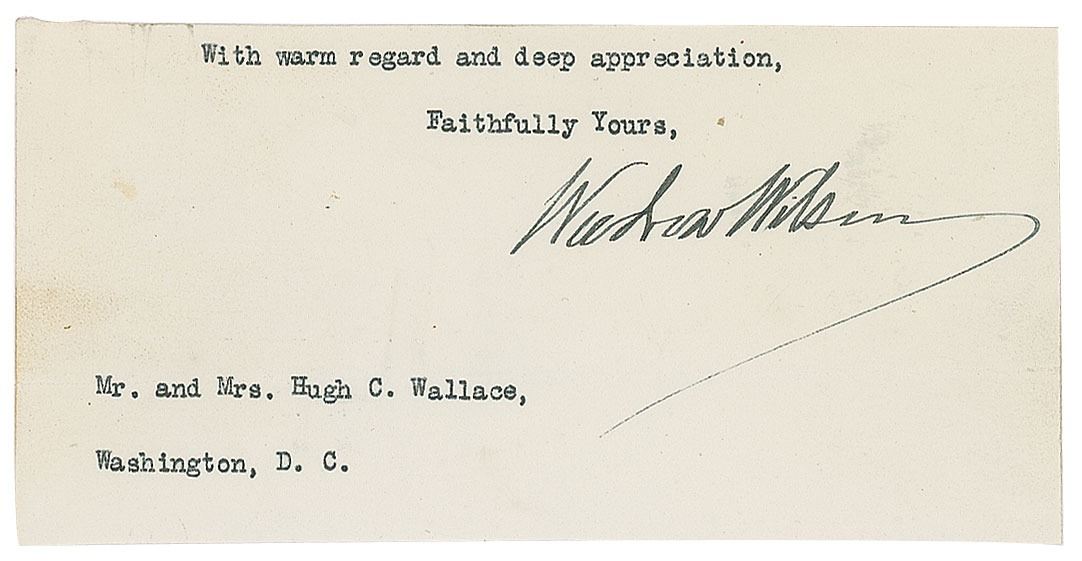 With warm regard and deep appreciation,
Faithfully Yours,
Woodrow Wilson
Mr. and Mrs. Hugh C. Wallace,
Washington, D. C.